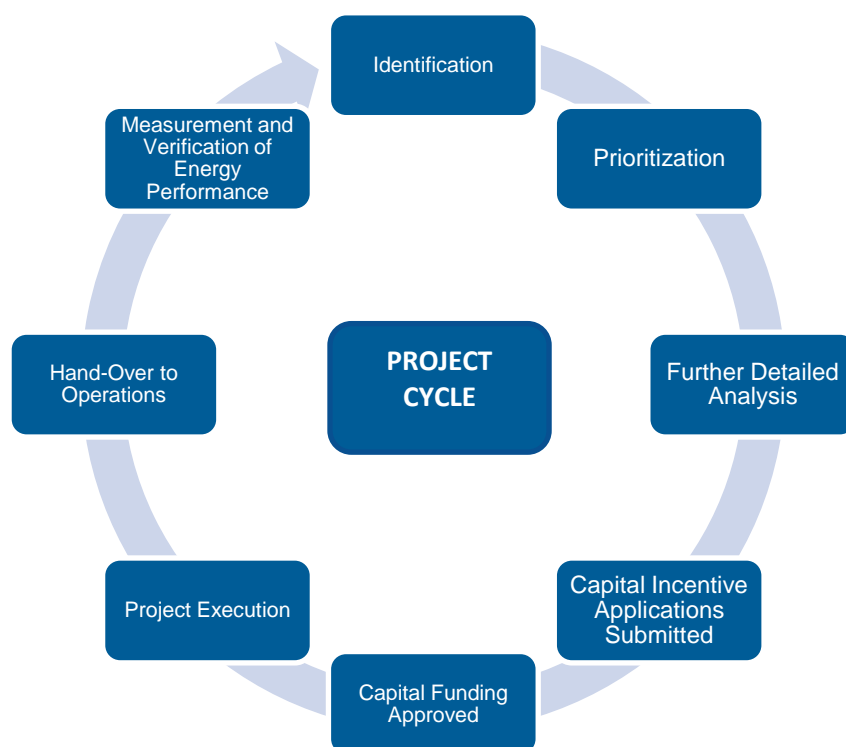 Identification
Prioritization
Further Detailed
Analysis
Capital Incentive
Applications
Submitted
Capital Funding
Approved
Project Execution
Hand-Over to
Operations
Measurement and
Verification of
Energy
Performance
PROJECT
CYCLE